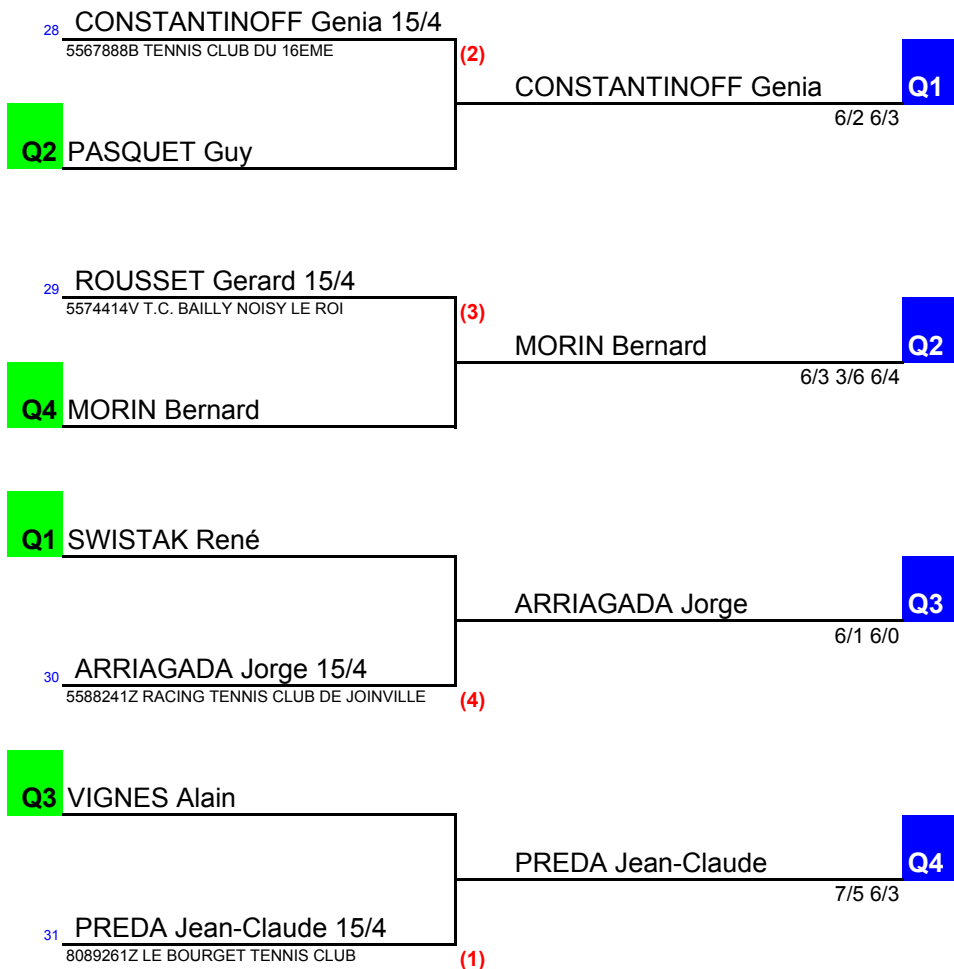 28 CONSTANTINOFF Genia 15/4
5567888B TENNIS CLUB DU 16EME
(2)
CONSTANTINOFF Genia Q1
6/2 6/3
Q2 PASQUET Guy
29 ROUSSET Gerard 15/4
5574414V T.C. BAILLY NOISY LE ROI
(3)
MORIN Bernard Q2
6/3 3/6 6/4
Q4 MORIN Bernard
Q1 SWISTAK René
ARRIAGADA Jorge Q3
6/1 6/0
30 ARRIAGADA Jorge 15/4
5588241Z RACING TENNIS CLUB DE JOINVILLE
(4)
Q3 VIGNES Alain
PREDA Jean-Claude Q4
7/5 6/3
31 PREDA Jean-Claude 15/4
8089261Z LE BOURGET TENNIS CLUB
(1)